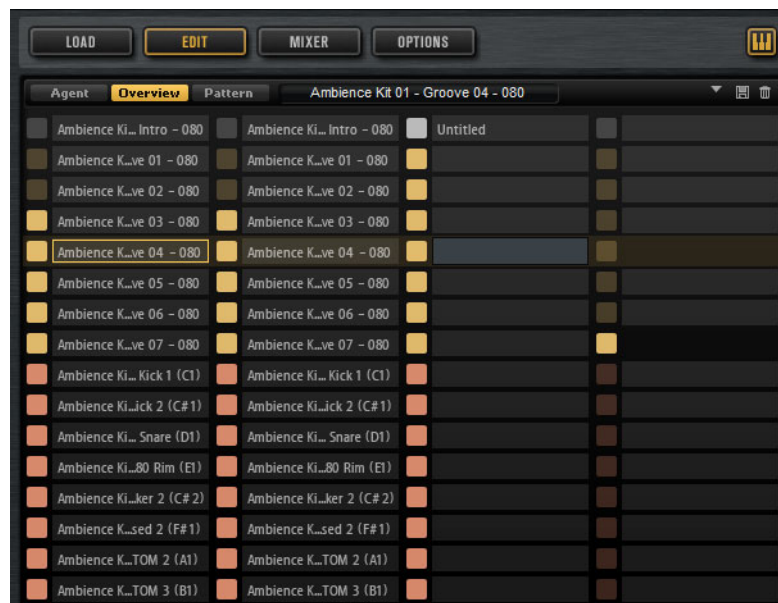 LOAD EDIT MIXER OPTIONS
Agent Overview Pattern Ambience Kit 01 - Groove 04 - 080
Ambience Ki... Intro - 080 Ambience Ki... Intro - 080 Untitled
Ambience K...ve 01 - 080 Ambience K...ve 01 - 080
Ambience K...ve 02 - 080 Ambience K...ve 02 - 080
Ambience K...ve 03 - 080 Ambience K...ve 03 - 080
Ambience K...ve 04 - 080 Ambience K...ve 04 - 080
Ambience K...ve 05 - 080 Ambience K...ve 05 - 080
Ambience K...ve 06 - 080 Ambience K...ve 06 - 080
Ambience K...ve 07 - 080 Ambience K...ve 07 - 080
Ambience Ki... Kick 1 (C1) Ambience Ki... Kick 1 (C1)
Ambience Ki...ick 2 (C#1) Ambience Ki...ick 2 (C#1)
Ambience Ki... Snare (D1) Ambience Ki... Snare (D1)
Ambience Ki...80 Rim (E1) Ambience Ki...80 Rim (E1)
Ambience Ki...ker 2 (C#2) Ambience Ki...ker 2 (C#2)
Ambience K...sed 2 (F#1) Ambience K...sed 2 (F#1)
Ambience K...TOM 2 (A1) Ambience K...TOM 2 (A1)
Ambience K...TOM 3 (B1) Ambience K...TOM 3 (B1)